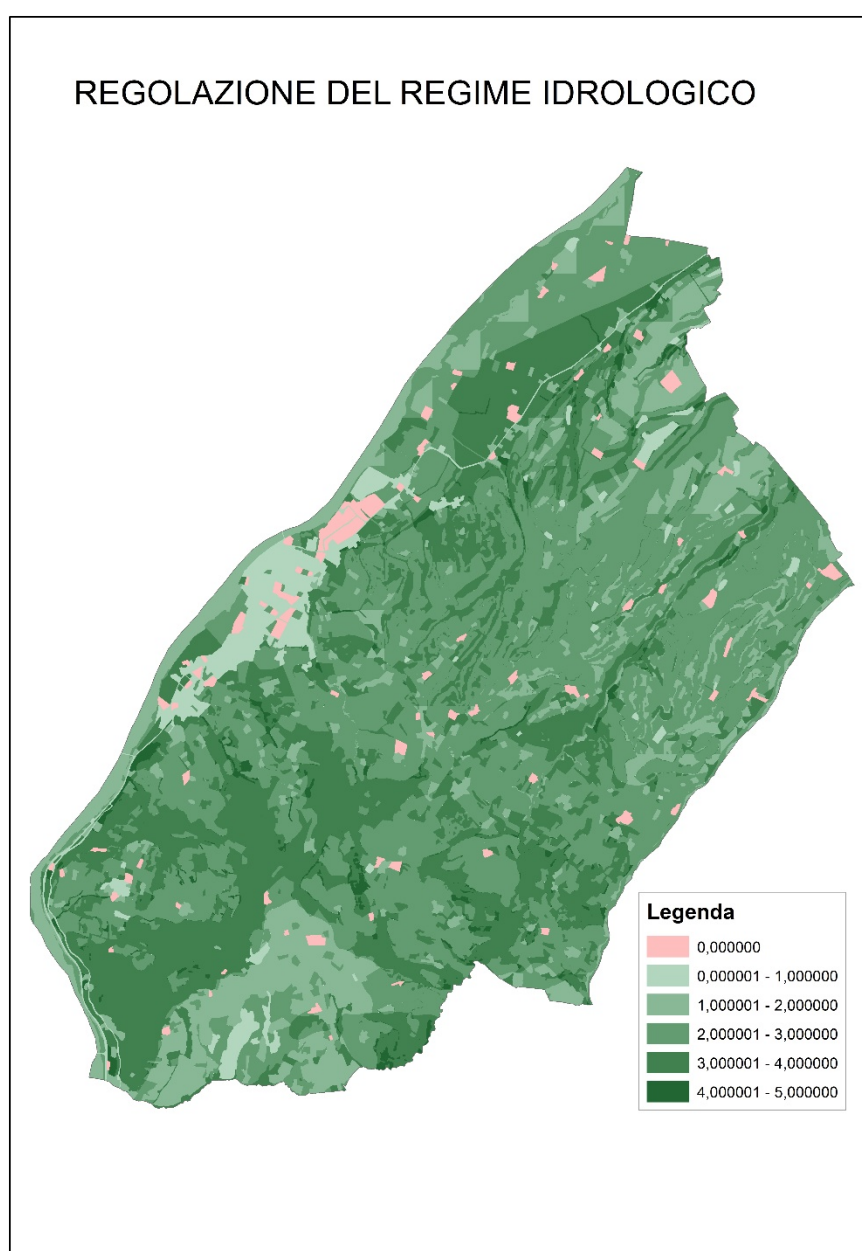 REGOLAZIONE DEL REGIME IDROLOGICO
Legenda
0,000000
0,000001 - 1,000000
1,000001 - 2,000000
2,000001 - 3,000000
3,000001 - 4,000000
4,000001 - 5,000000